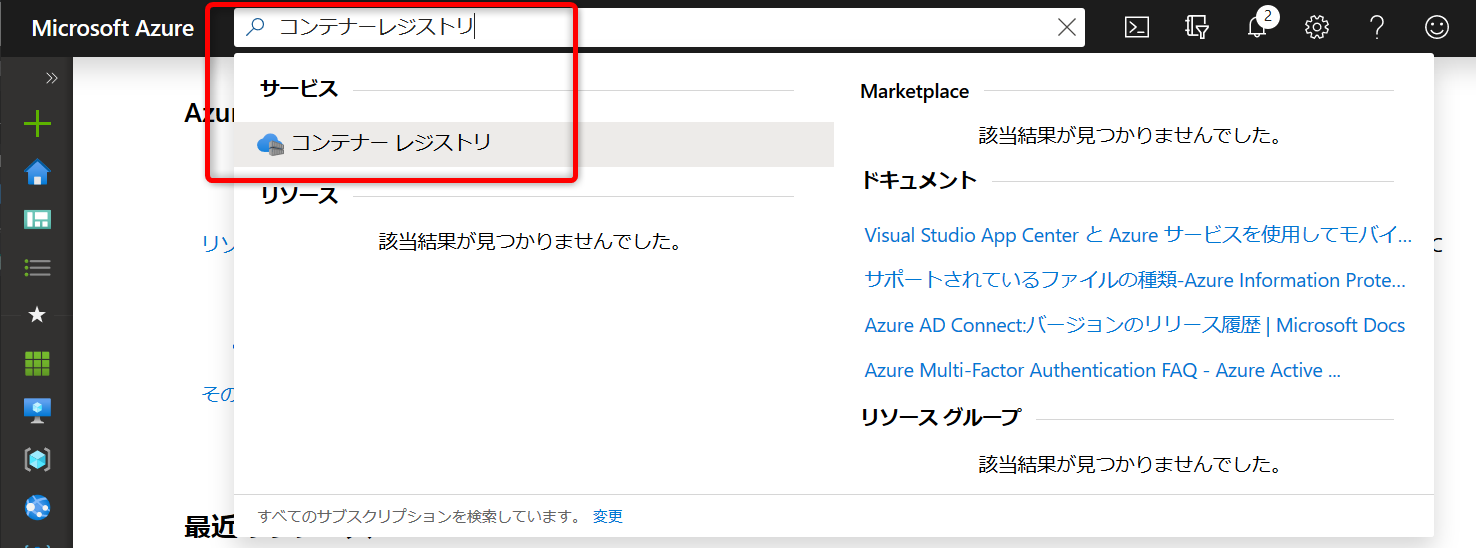 Microsoft Azure
コンテナーレジストリ
2
サービス
コンテナー レジストリ
リソース
該当結果が見つかりませんでした。
Marketplace
該当結果が見つかりませんでした。
ドキュメント
Visual Studio App Center と Azure サービスを使用してモバイ...
サポートされているファイルの種類-Azure Information Prote...
Azure AD Connect:バージョンのリリース履歴 | Microsoft Docs
Azure Multi-Factor Authentication FAQ - Azure Active ...
リソース グループ
該当結果が見つかりませんでした。
すべてのサブスクリプションを検索しています。 変更
Azu
リソ
その
最近